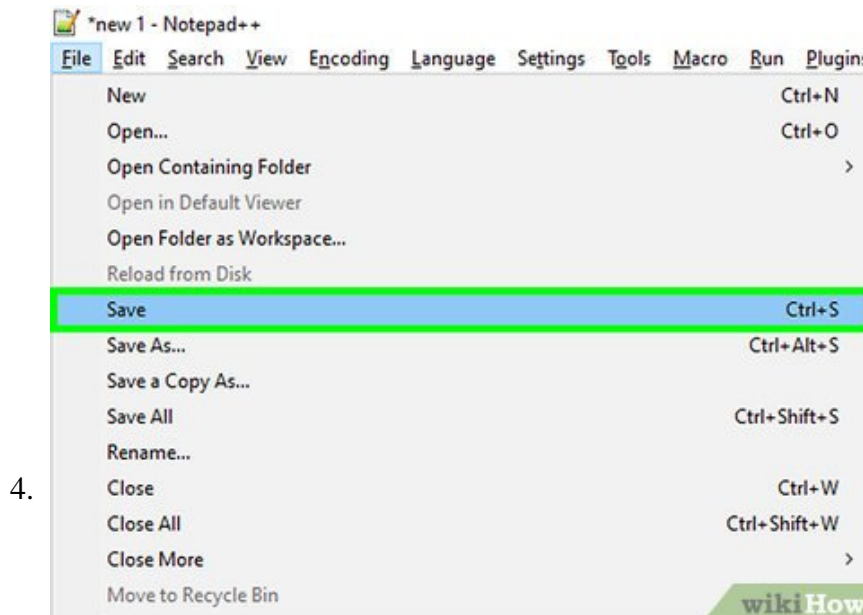 *new 1 - Notepad++
File Edit Search View Encoding Language Settings Tools Macro Run Plugins
New Ctrl+N
Open... Ctrl+O
Open Containing Folder >
Open in Default Viewer
Open Folder as Workspace...
Reload from Disk
Save Ctrl+S
Save As... Ctrl+Alt+S
Save a Copy As...
Save All Ctrl+Shift+S
Rename...
4.
Close Ctrl+W
Close All Ctrl+Shift+W
Close More >
Move to Recycle Bin
wikiHow